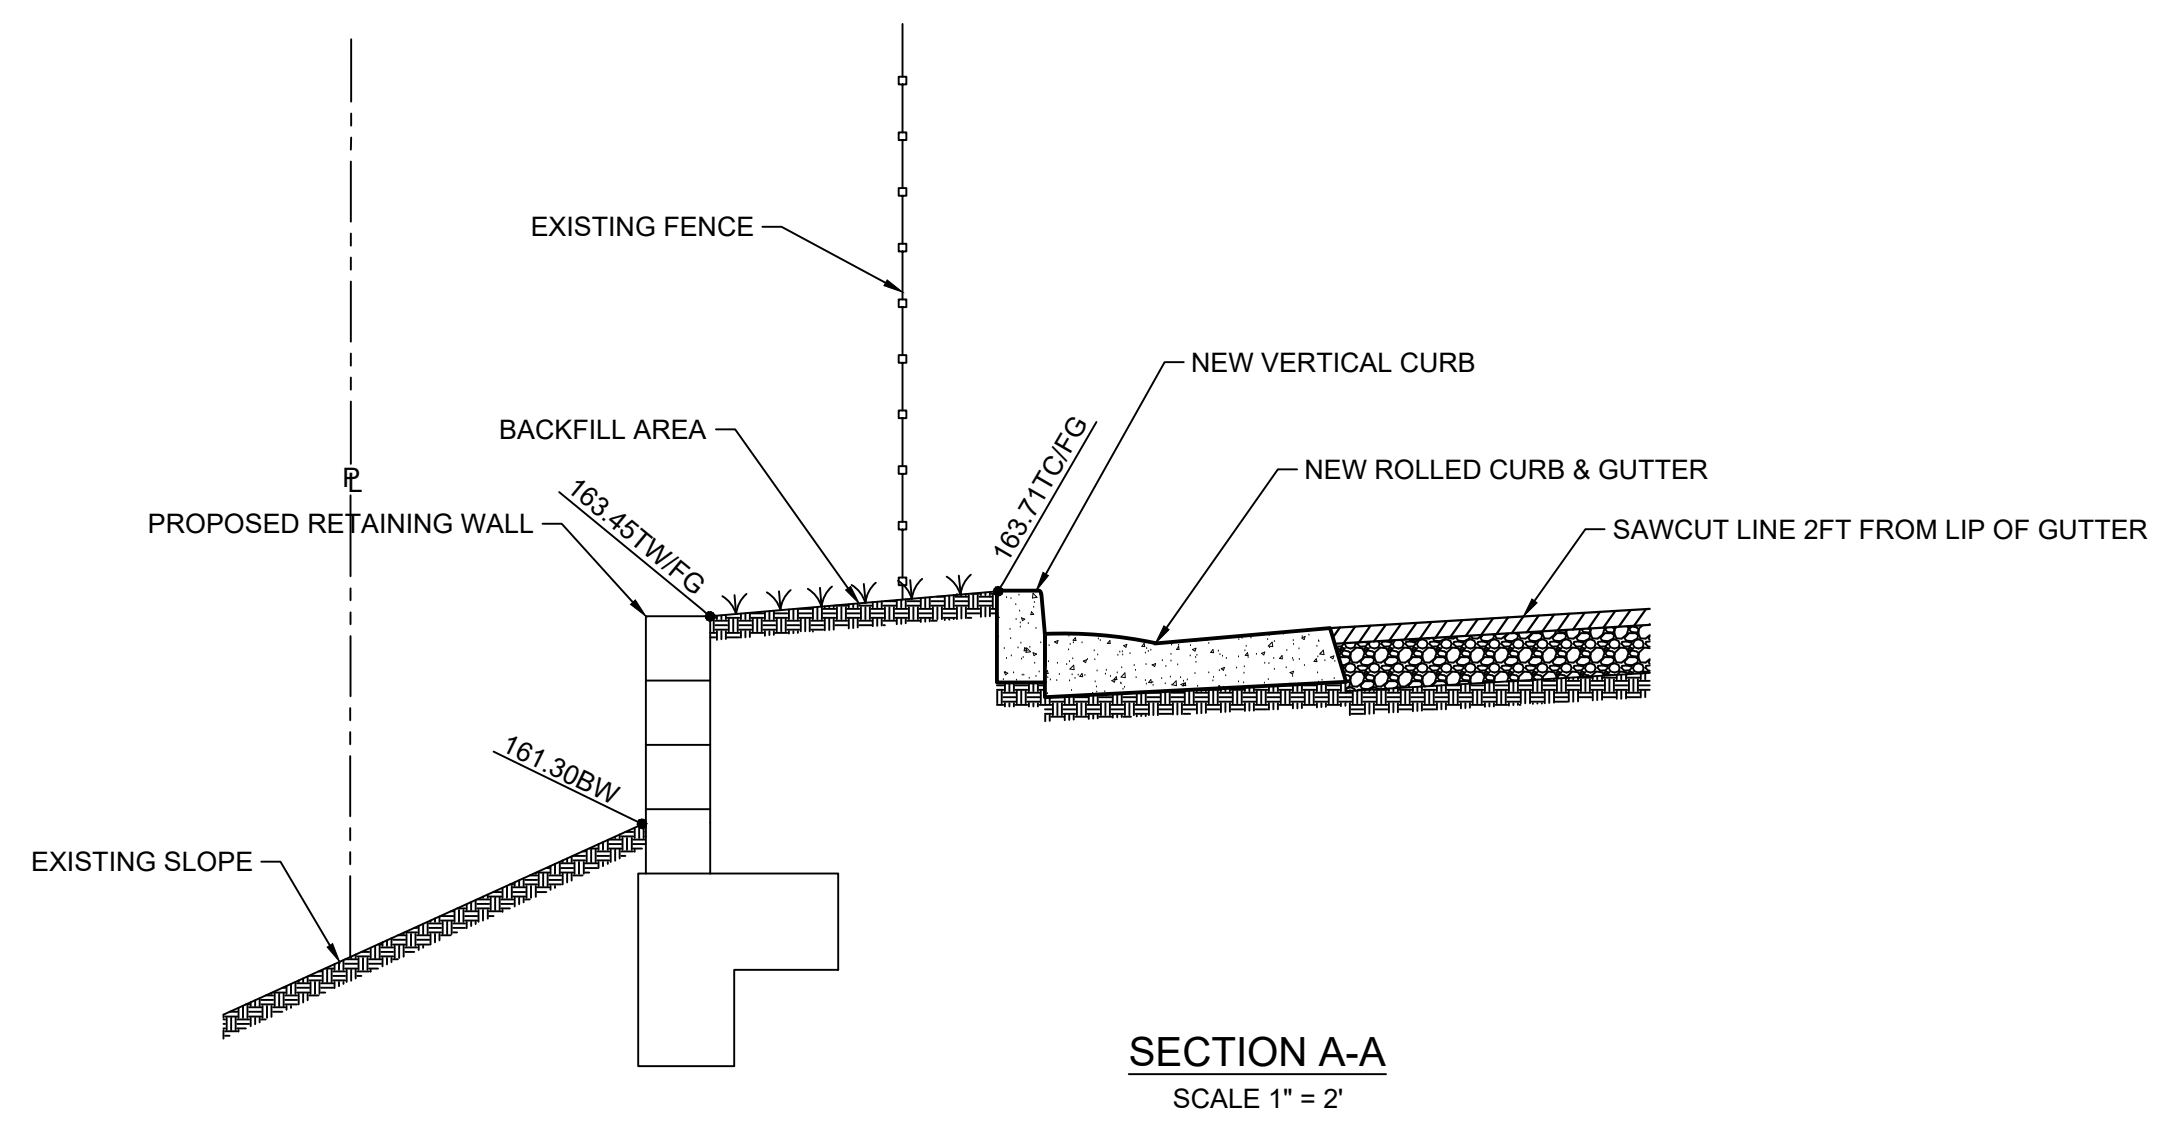 EXISTING FENCE
NEW VERTICAL CURB
BACKFILL AREA
163.71TC/FG
NEW ROLLED CURB & GUTTER
PL
163.45TW/FG
PROPOSED RETAINING WALL
SAWCUT LINE 2FT FROM LIP OF GUTTER
161.30BW
EXISTING SLOPE
SECTION A-A
SCALE 1" = 2'